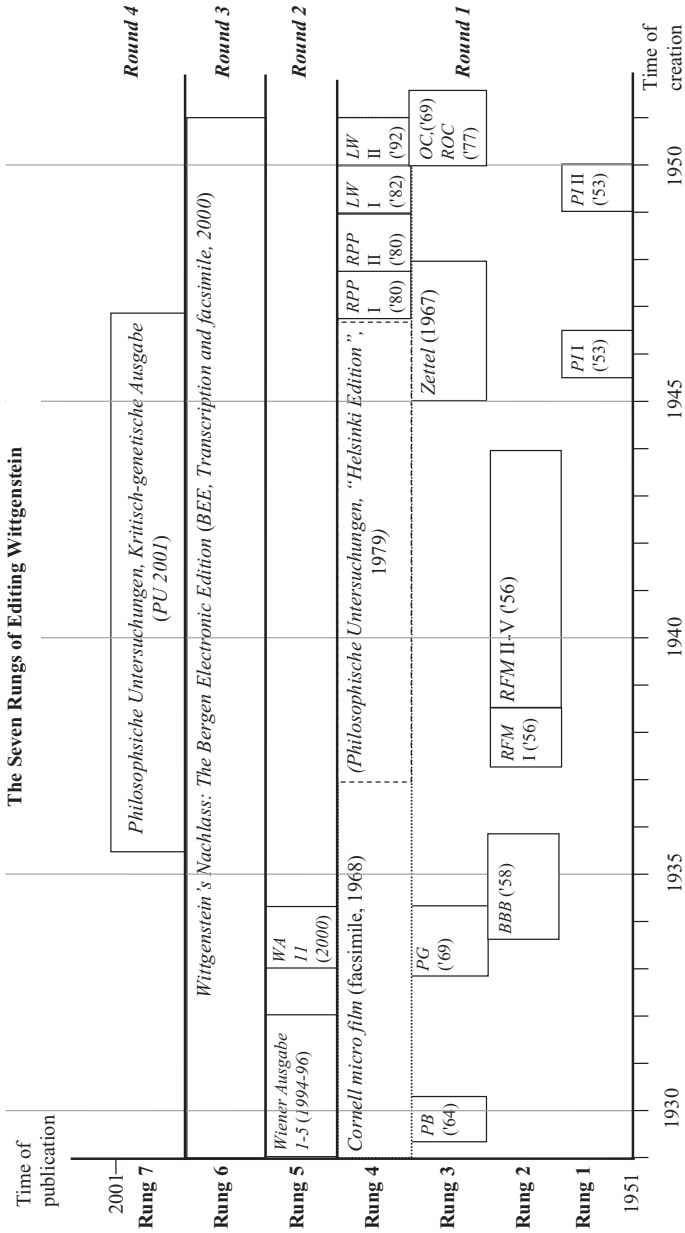 The Seven Rungs of Editing Wittgenstein
Time of
publication
2001
Rung 7
Philosophsiche Untersuchungen, Kritisch-genetische Ausgabe
(PU 2001)
Round 4
Rung 6
Wittgenstein's Nachlass: The Bergen Electronic Edition (BEE, Transcription and facsimile, 2000)
Round 3
Rung 5
Wiener Ausgabe
1-5 (1994-96)
WA
11
(2000)
Round 2
Rung 4
Cornell micro film (facsimile, 1968)
(Philosophische Untersuchungen, "Helsinki Edition",
1979)
RPP
I
('80)
RPP
II
('80)
LW
I
('82)
LW
II
('92)
Rung 3
PB
('64)
PG
('69)
Zettel (1967)
OC,('69)
ROC
('77)
Round 1
Rung 2
BBB ('58)
RFM
I ('56)
RFM II-V ('56)
Rung 1
PI I
('53)
PI II
('53)
1951
1930
1935
1940
1945
1950
Time of
creation